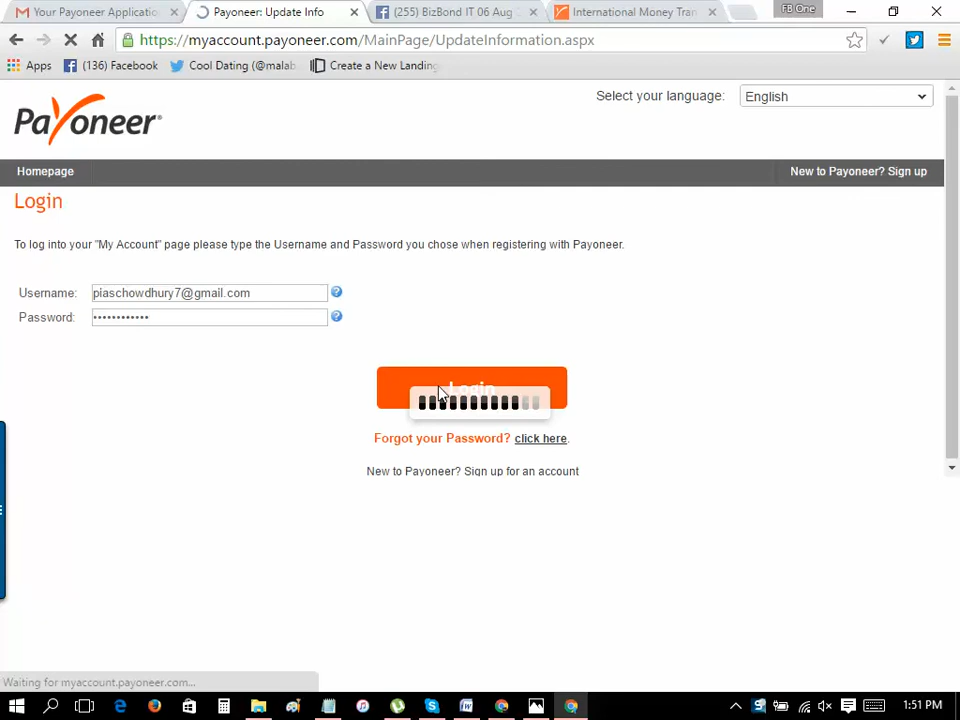 Your Payoneer Applicatio
Payoneer: Update Info
(255) BizBond IT 06 Aug
International Money Tran
FB One
https://myaccount.payoneer.com/MainPage/UpdateInformation.aspx
Apps
(136) Facebook
Cool Dating (@malab
Create a New Landing
Select your language:
English
Payoneer®
Homepage
New to Payoneer? Sign up
Login
To log into your "My Account" page please type the Username and Password you chose when registering with Payoneer.
Username:
piaschowdhury7@gmail.com
Password:
••••••••••••
Login
Forgot your Password? click here.
New to Payoneer? Sign up for an account
Waiting for myaccount.payoneer.com...
1:51 PM